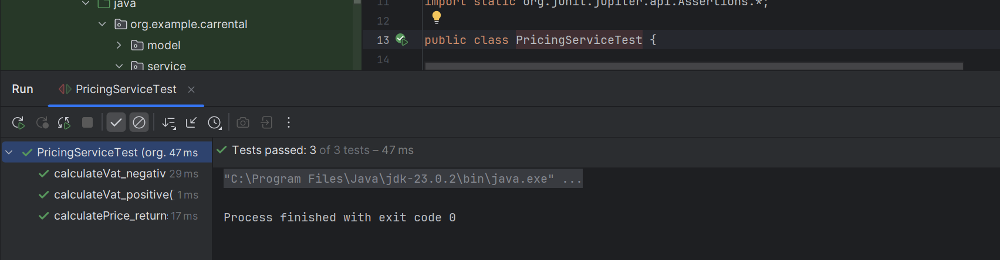 java
org.example.carrental
model
service
11 import static org.junit.jupiter.api.Assertions.*;
12
13 public class PricingServiceTest {
14
Run PricingServiceTest
PricingServiceTest (org. 47 ms
calculateVat_negativ 29 ms
calculateVat_positive( 1 ms
calculatePrice_return 17 ms
Tests passed: 3 of 3 tests – 47 ms
"C:\Program Files\Java\jdk-23.0.2\bin\java.exe" ...
Process finished with exit code 0